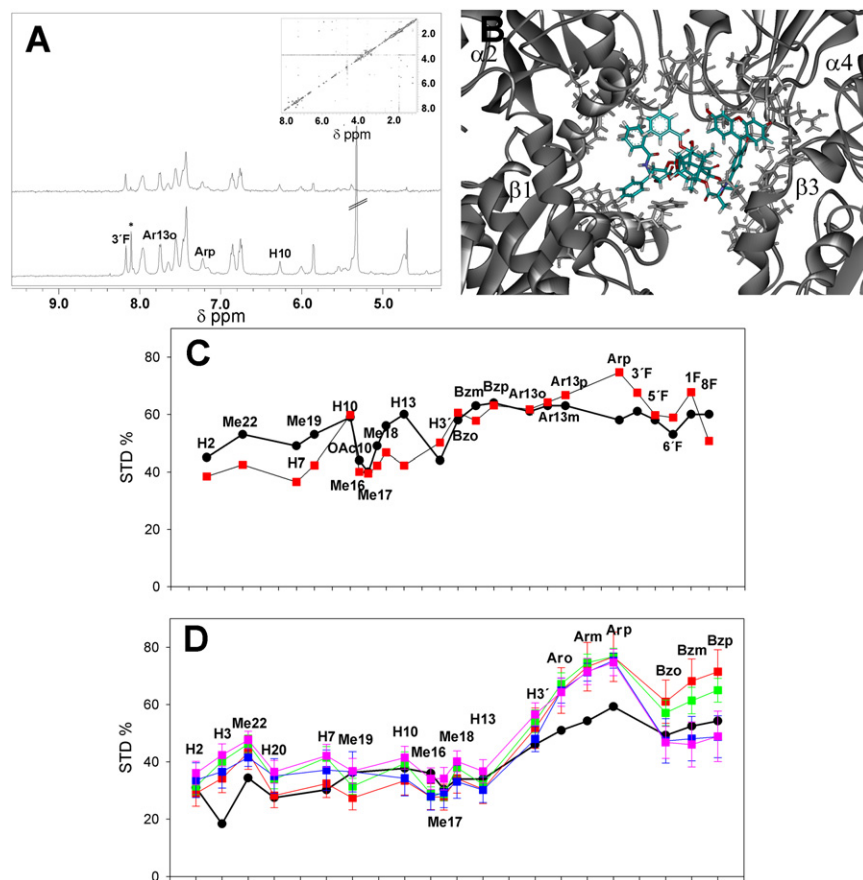 A
2.0
4.0
6.0
8.0
8.0 6.0 4.0 2.0
δ ppm
3´F
*
Ar13o
Arp
H10
9.0 8.0 7.0 6.0 5.0
δ ppm
B
α2
α4
β1
β3
C
80
60
40
20
0
STD %
H2
Me22
Me19
H7
H10
OAc10
Me16
Me17
Me18
H13
H3´
Bzo
Bzm
Bzp
Ar13o
Ar13m
Ar13p
Arp
3´F
5´F
6´F
1F
8F
D
80
60
40
20
0
STD %
H2
H3
Me22
H20
H7
Me19
H10
Me16
Me17
Me18
H13
H3´
Aro
Arm
Arp
Bzo
Bzm
Bzp